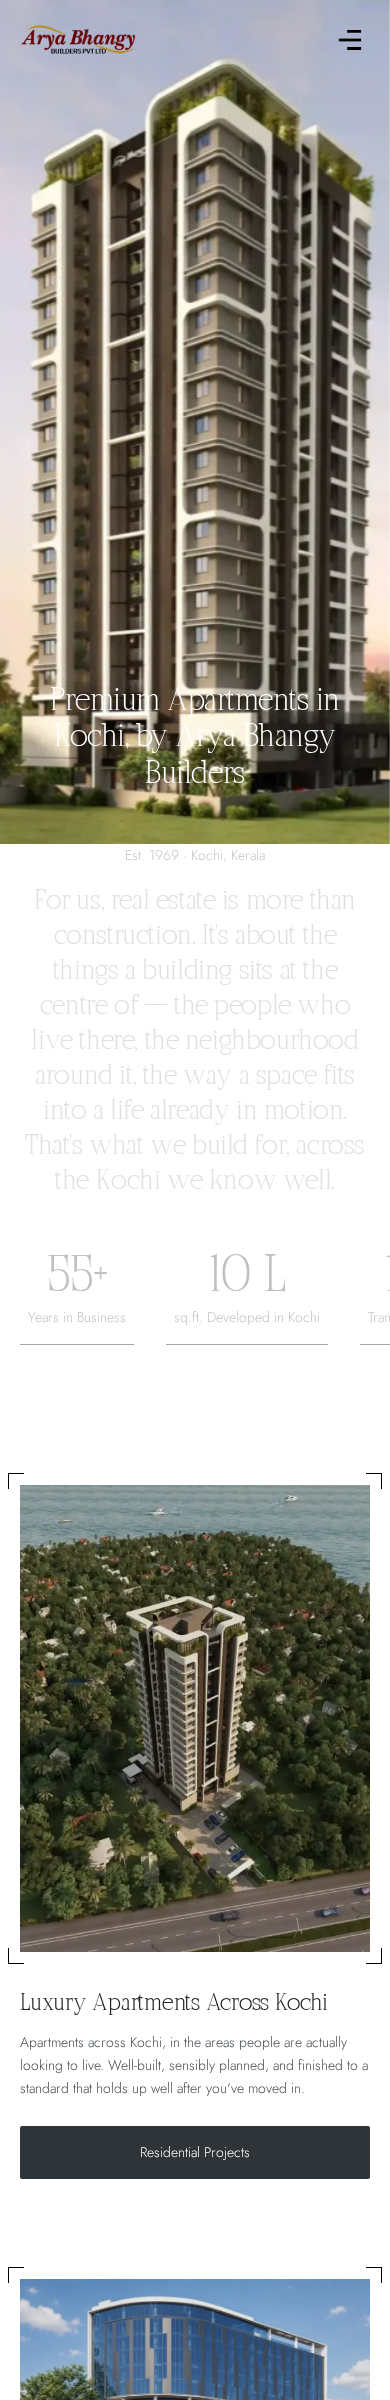 Arya Bhangy
BUILDERS PVT LTD
Premium Apartments in
Kochi, by Arya Bhangy
Builders
Est. 1969 · Kochi, Kerala
For us, real estate is more than
construction. It's about the
things a building sits at the
centre of — the people who
live there, the neighbourhood
around it, the way a space fits
into a life already in motion.
That's what we build for, across
the Kochi we know well.
55+
10 L
Years in Business
sq.ft. Developed in Kochi
Luxury Apartments Across Kochi
Apartments across Kochi, in the areas people are actually
looking to live. Well-built, sensibly planned, and finished to a
standard that holds up well after you've moved in.
Residential Projects